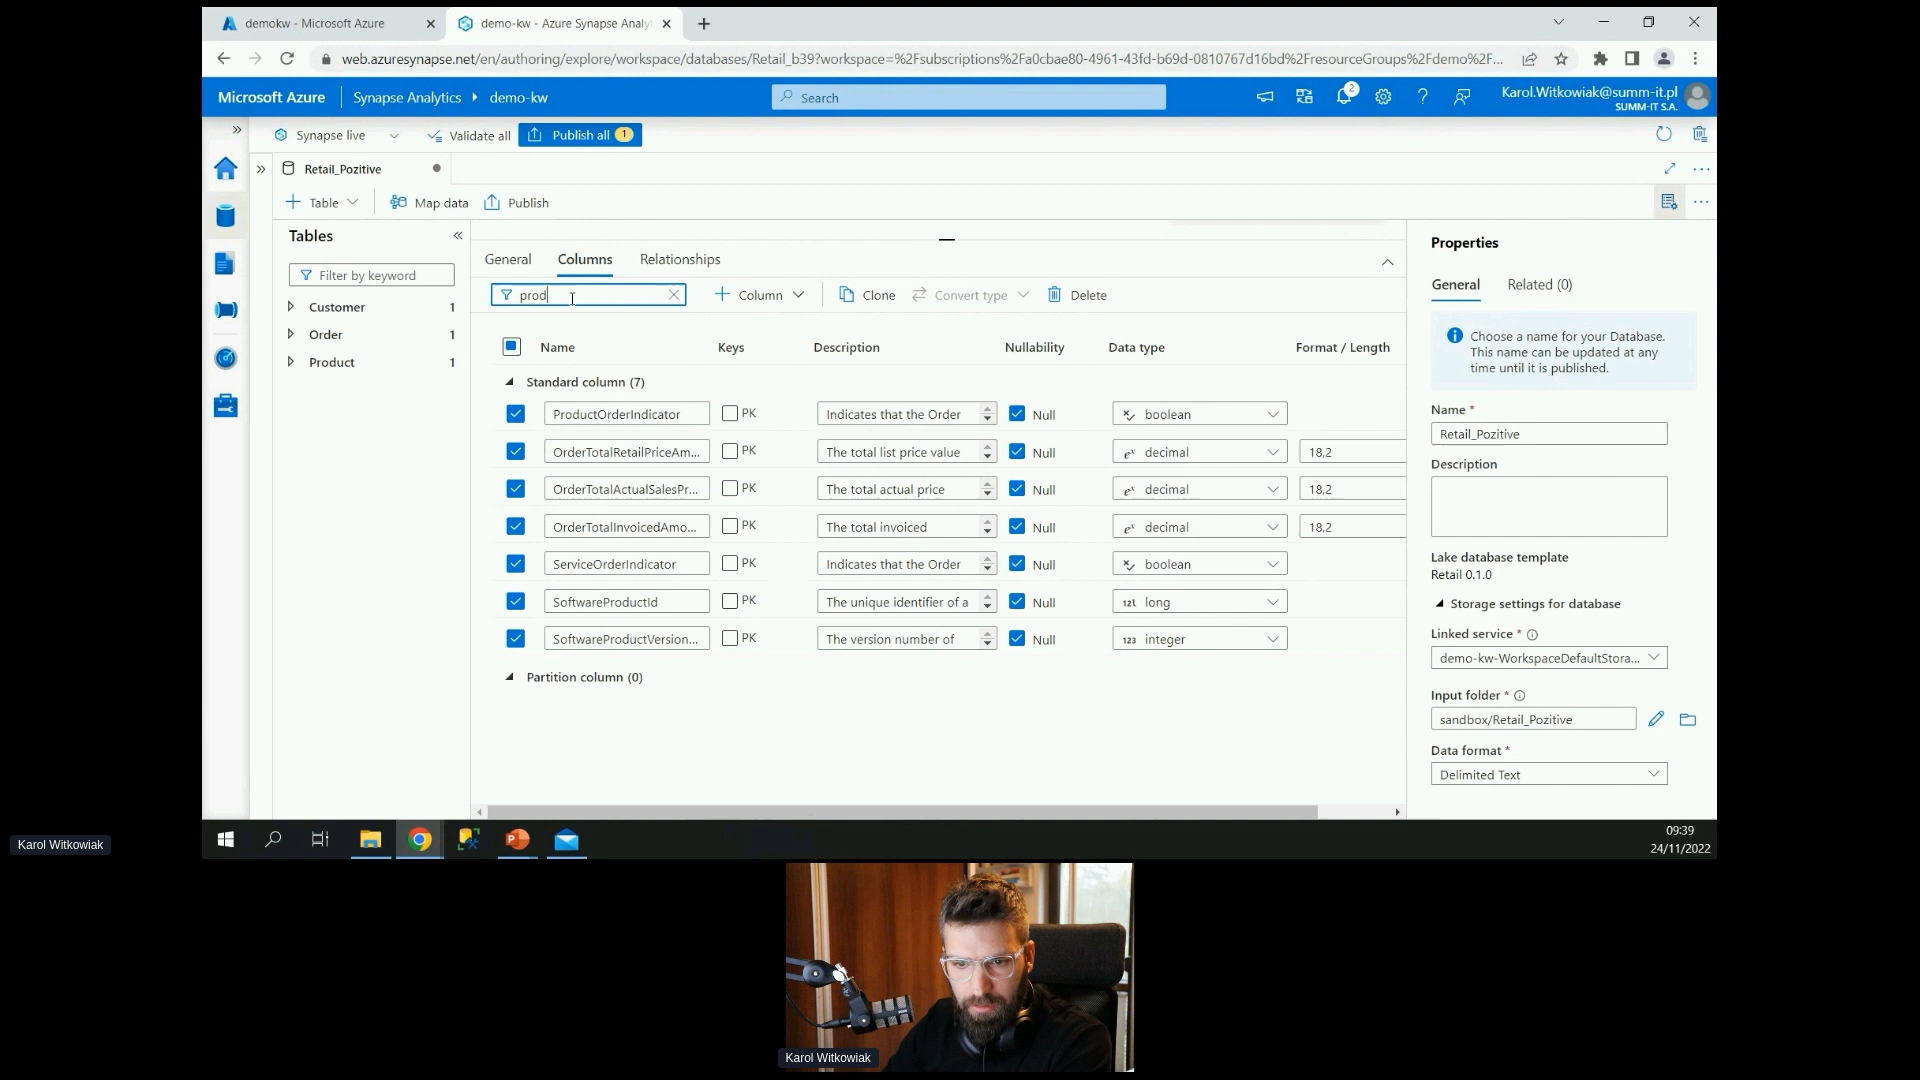 demokw - Microsoft Azure
demo-kw - Azure Synapse Analy
web.azuresynapse.net/en/authoring/explore/workspace/databases/Retail_b39?workspace=%2Fsubscriptions%2Fa0cbae80-4961-43fd-b69d-0810767d16bd%2FresourceGroups%2Fdemo%2F...
Microsoft Azure
Synapse Analytics
demo-kw
Search
2
Karol.Witkowiak@summ-it.pl
SUMM-IT S.A.
Synapse live
Validate all
Publish all 1
Retail_Pozitive
Table
Map data
Publish
Tables
Filter by keyword
Customer 1
Order 1
Product 1
General Columns Relationships
prod
Column
Clone
Convert type
Delete
Name Keys Description Nullability Data type Format / Length
Standard column (7)
ProductOrderIndicator PK Indicates that the Order Null boolean
OrderTotalRetailPriceAm... PK The total list price value Null decimal 18,2
OrderTotalActualSalesPr... PK The total actual price Null decimal 18,2
OrderTotalInvoicedAmo... PK The total invoiced Null decimal 18,2
ServiceOrderIndicator PK Indicates that the Order Null boolean
SoftwareProductId PK The unique identifier of a Null 12l long
SoftwareProductVersion... PK The version number of Null 123 integer
Partition column (0)
Properties
General Related (0)
Choose a name for your Database.
This name can be updated at any
time until it is published.
Name *
Retail_Pozitive
Description
Lake database template
Retail 0.1.0
Storage settings for database
Linked service *
demo-kw-WorkspaceDefaultStora...
Input folder *
sandbox/Retail_Pozitive
Data format *
Delimited Text
09:39
24/11/2022
Karol Witkowiak
Karol Witkowiak